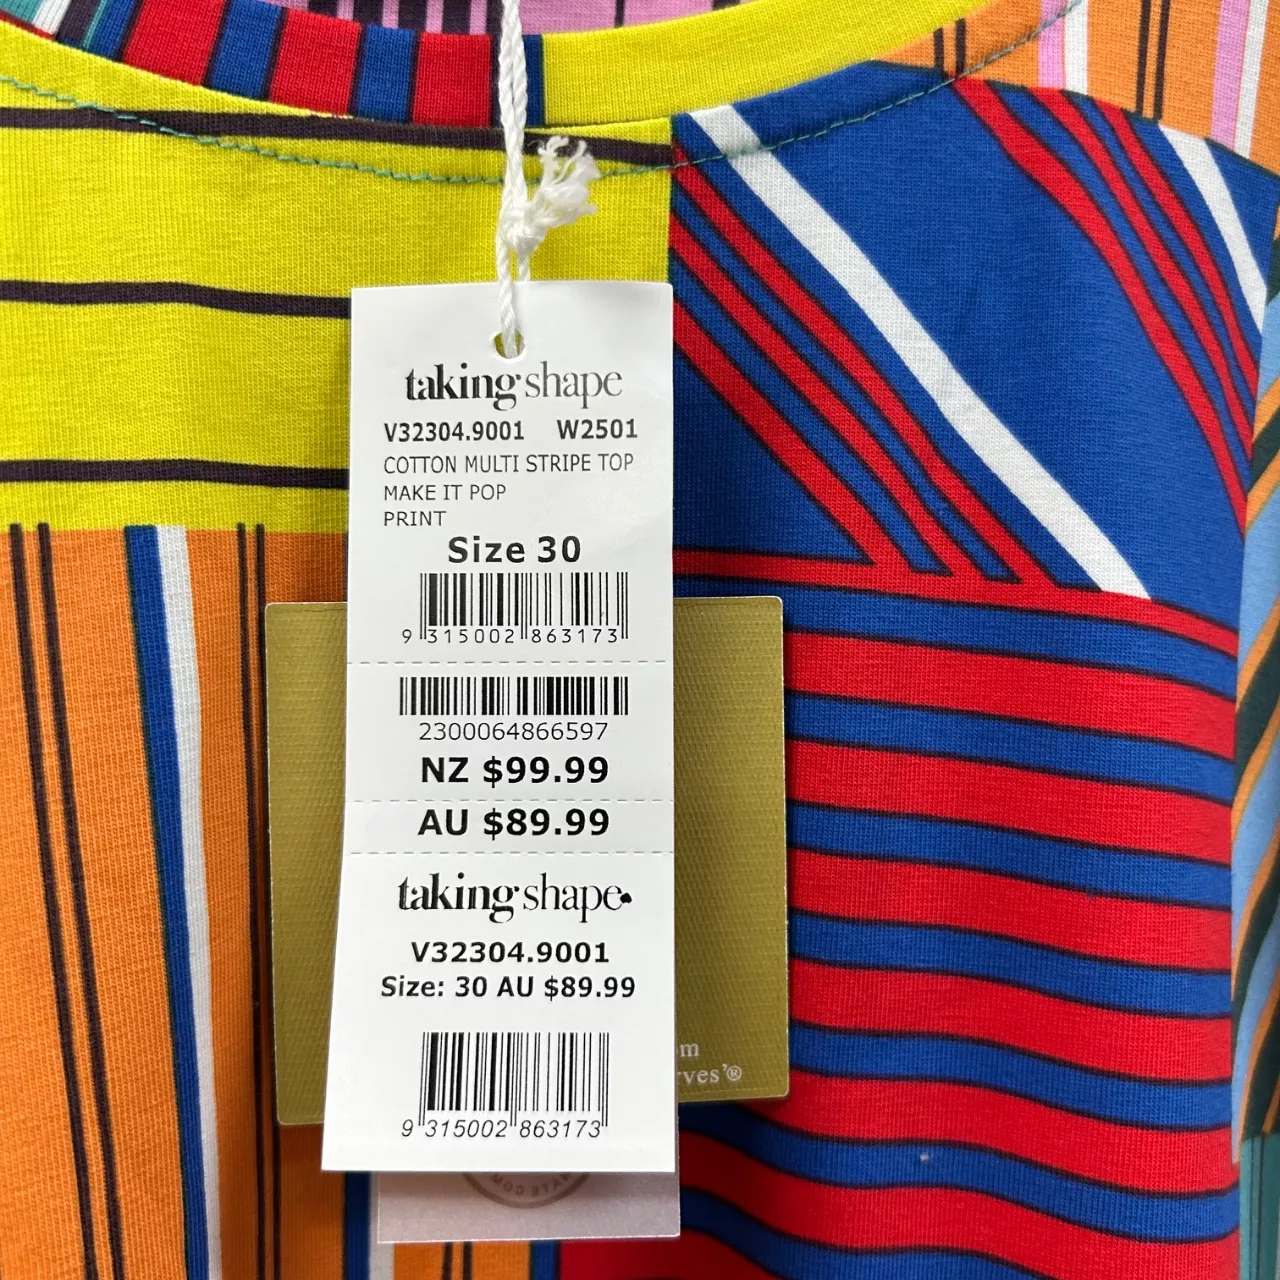 taking shape
V32304.9001 W2501
COTTON MULTI STRIPE TOP
MAKE IT POP
PRINT
Size 30
9 315002 863173
2300064866597
NZ $99.99
AU $89.99
taking shape
V32304.9001
Size: 30 AU $89.99
9 315002 863173